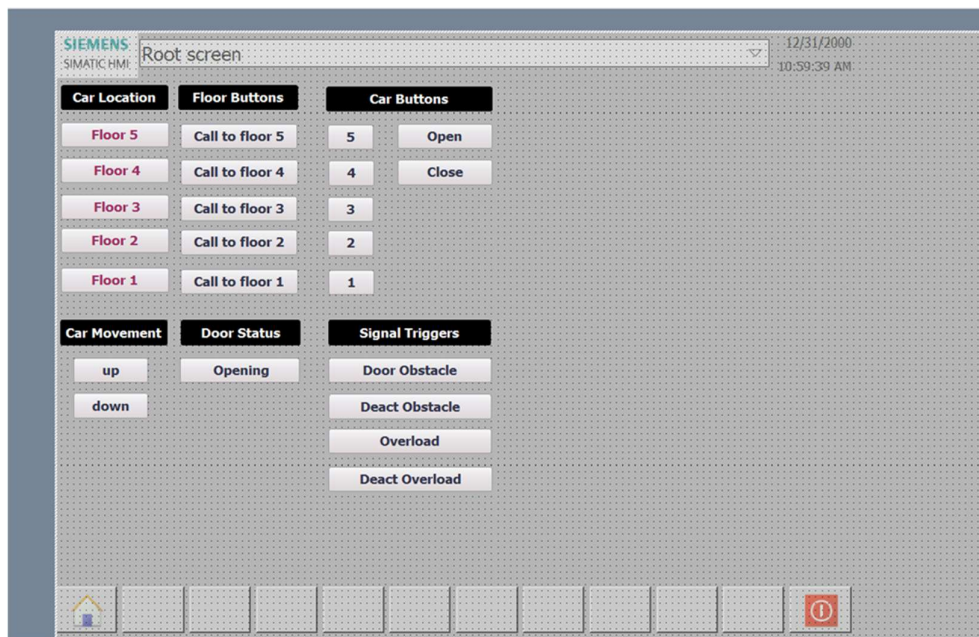 SIEMENS
SIMATIC HMI
Root screen
12/31/2000
10:59:39 AM
Car Location
Floor Buttons
Car Buttons
Floor 5
Call to floor 5
5
Open
Floor 4
Call to floor 4
4
Close
Floor 3
Call to floor 3
3
Floor 2
Call to floor 2
2
Floor 1
Call to floor 1
1
Car Movement
Door Status
Signal Triggers
up
Opening
Door Obstacle
down
Deact Obstacle
Overload
Deact Overload